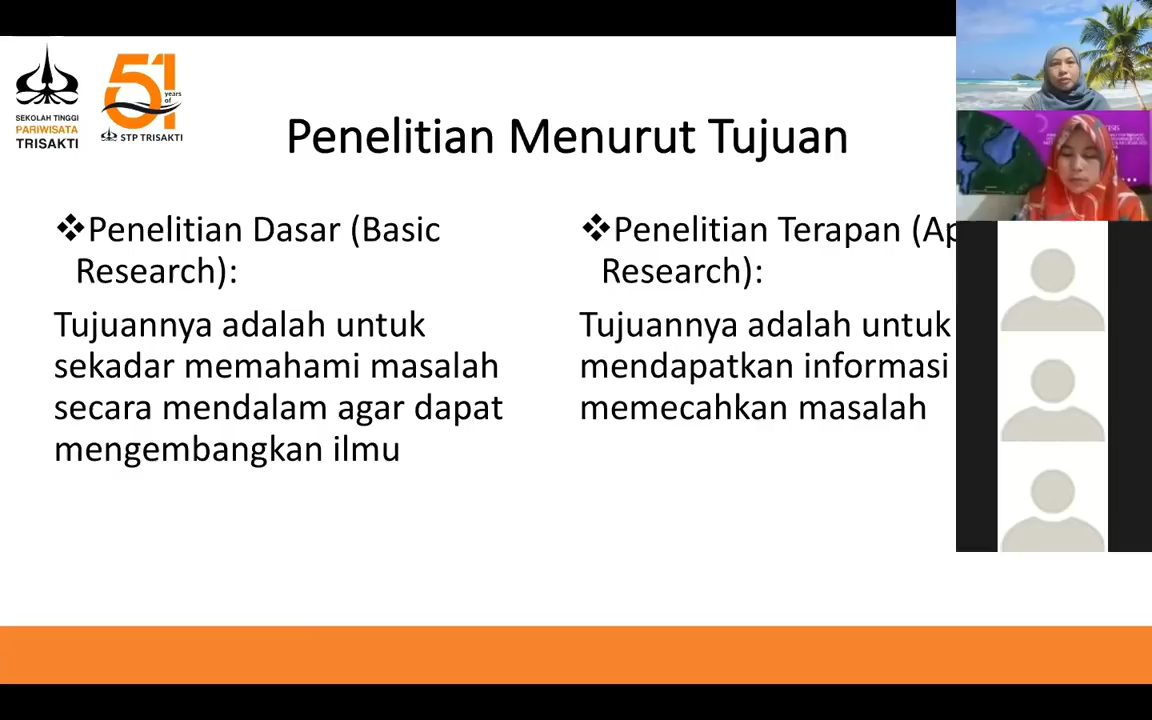 SEKOLAH TINGGI
PARIWISATA
TRISAKTI
51
years
of
STP TRISAKTI
Penelitian Menurut Tujuan
❖Penelitian Dasar (Basic
Research):
Tujuannya adalah untuk
sekadar memahami masalah
secara mendalam agar dapat
mengembangkan ilmu
❖Penelitian Terapan (Ap
Research):
Tujuannya adalah untuk
mendapatkan informasi
memecahkan masalah